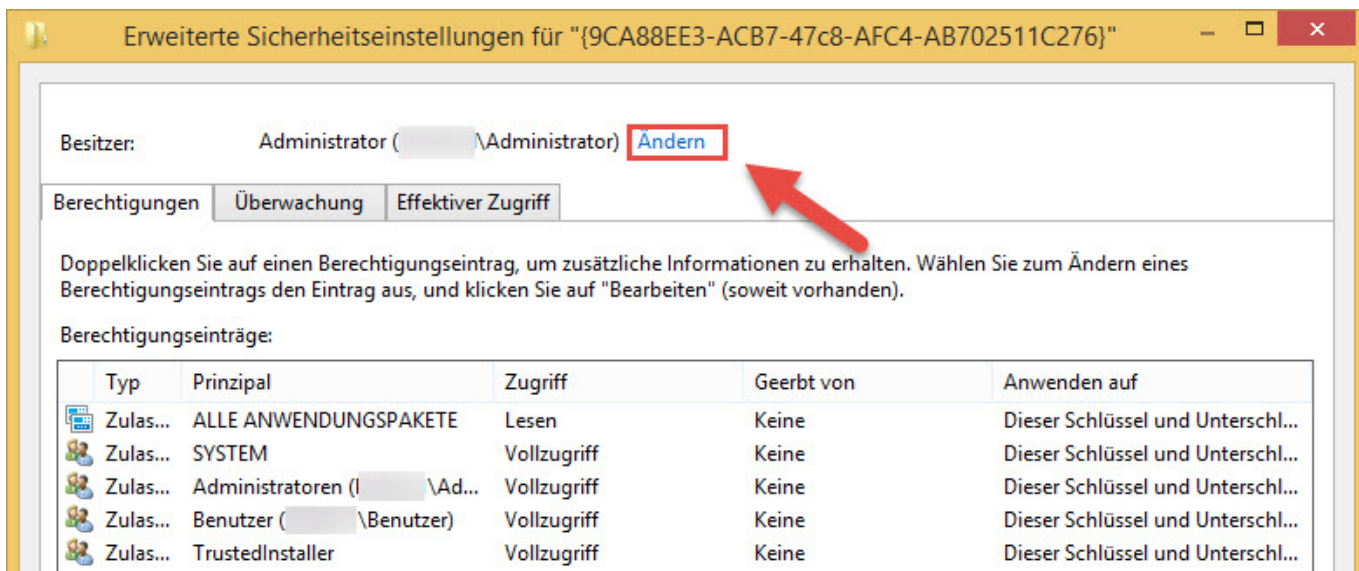 Erweiterte Sicherheitseinstellungen für "{9CA88EE3-ACB7-47c8-AFC4-AB702511C276}"
Besitzer: Administrator ( \Administrator) Ändern
Berechtigungen Überwachung Effektiver Zugriff
Doppelklicken Sie auf einen Berechtigungseintrag, um zusätzliche Informationen zu erhalten. Wählen Sie zum Ändern eines
Berechtigungseintrags den Eintrag aus, und klicken Sie auf "Bearbeiten" (soweit vorhanden).
Berechtigungseinträge:
Typ Prinzipal Zugriff Geerbt von Anwenden auf
Zulas... ALLE ANWENDUNGSPAKETE Lesen Keine Dieser Schlüssel und Unterschl...
Zulas... SYSTEM Vollzugriff Keine Dieser Schlüssel und Unterschl...
Zulas... Administratoren ( \Ad... Vollzugriff Keine Dieser Schlüssel und Unterschl...
Zulas... Benutzer ( \Benutzer) Vollzugriff Keine Dieser Schlüssel und Unterschl...
Zulas... TrustedInstaller Vollzugriff Keine Dieser Schlüssel und Unterschl...